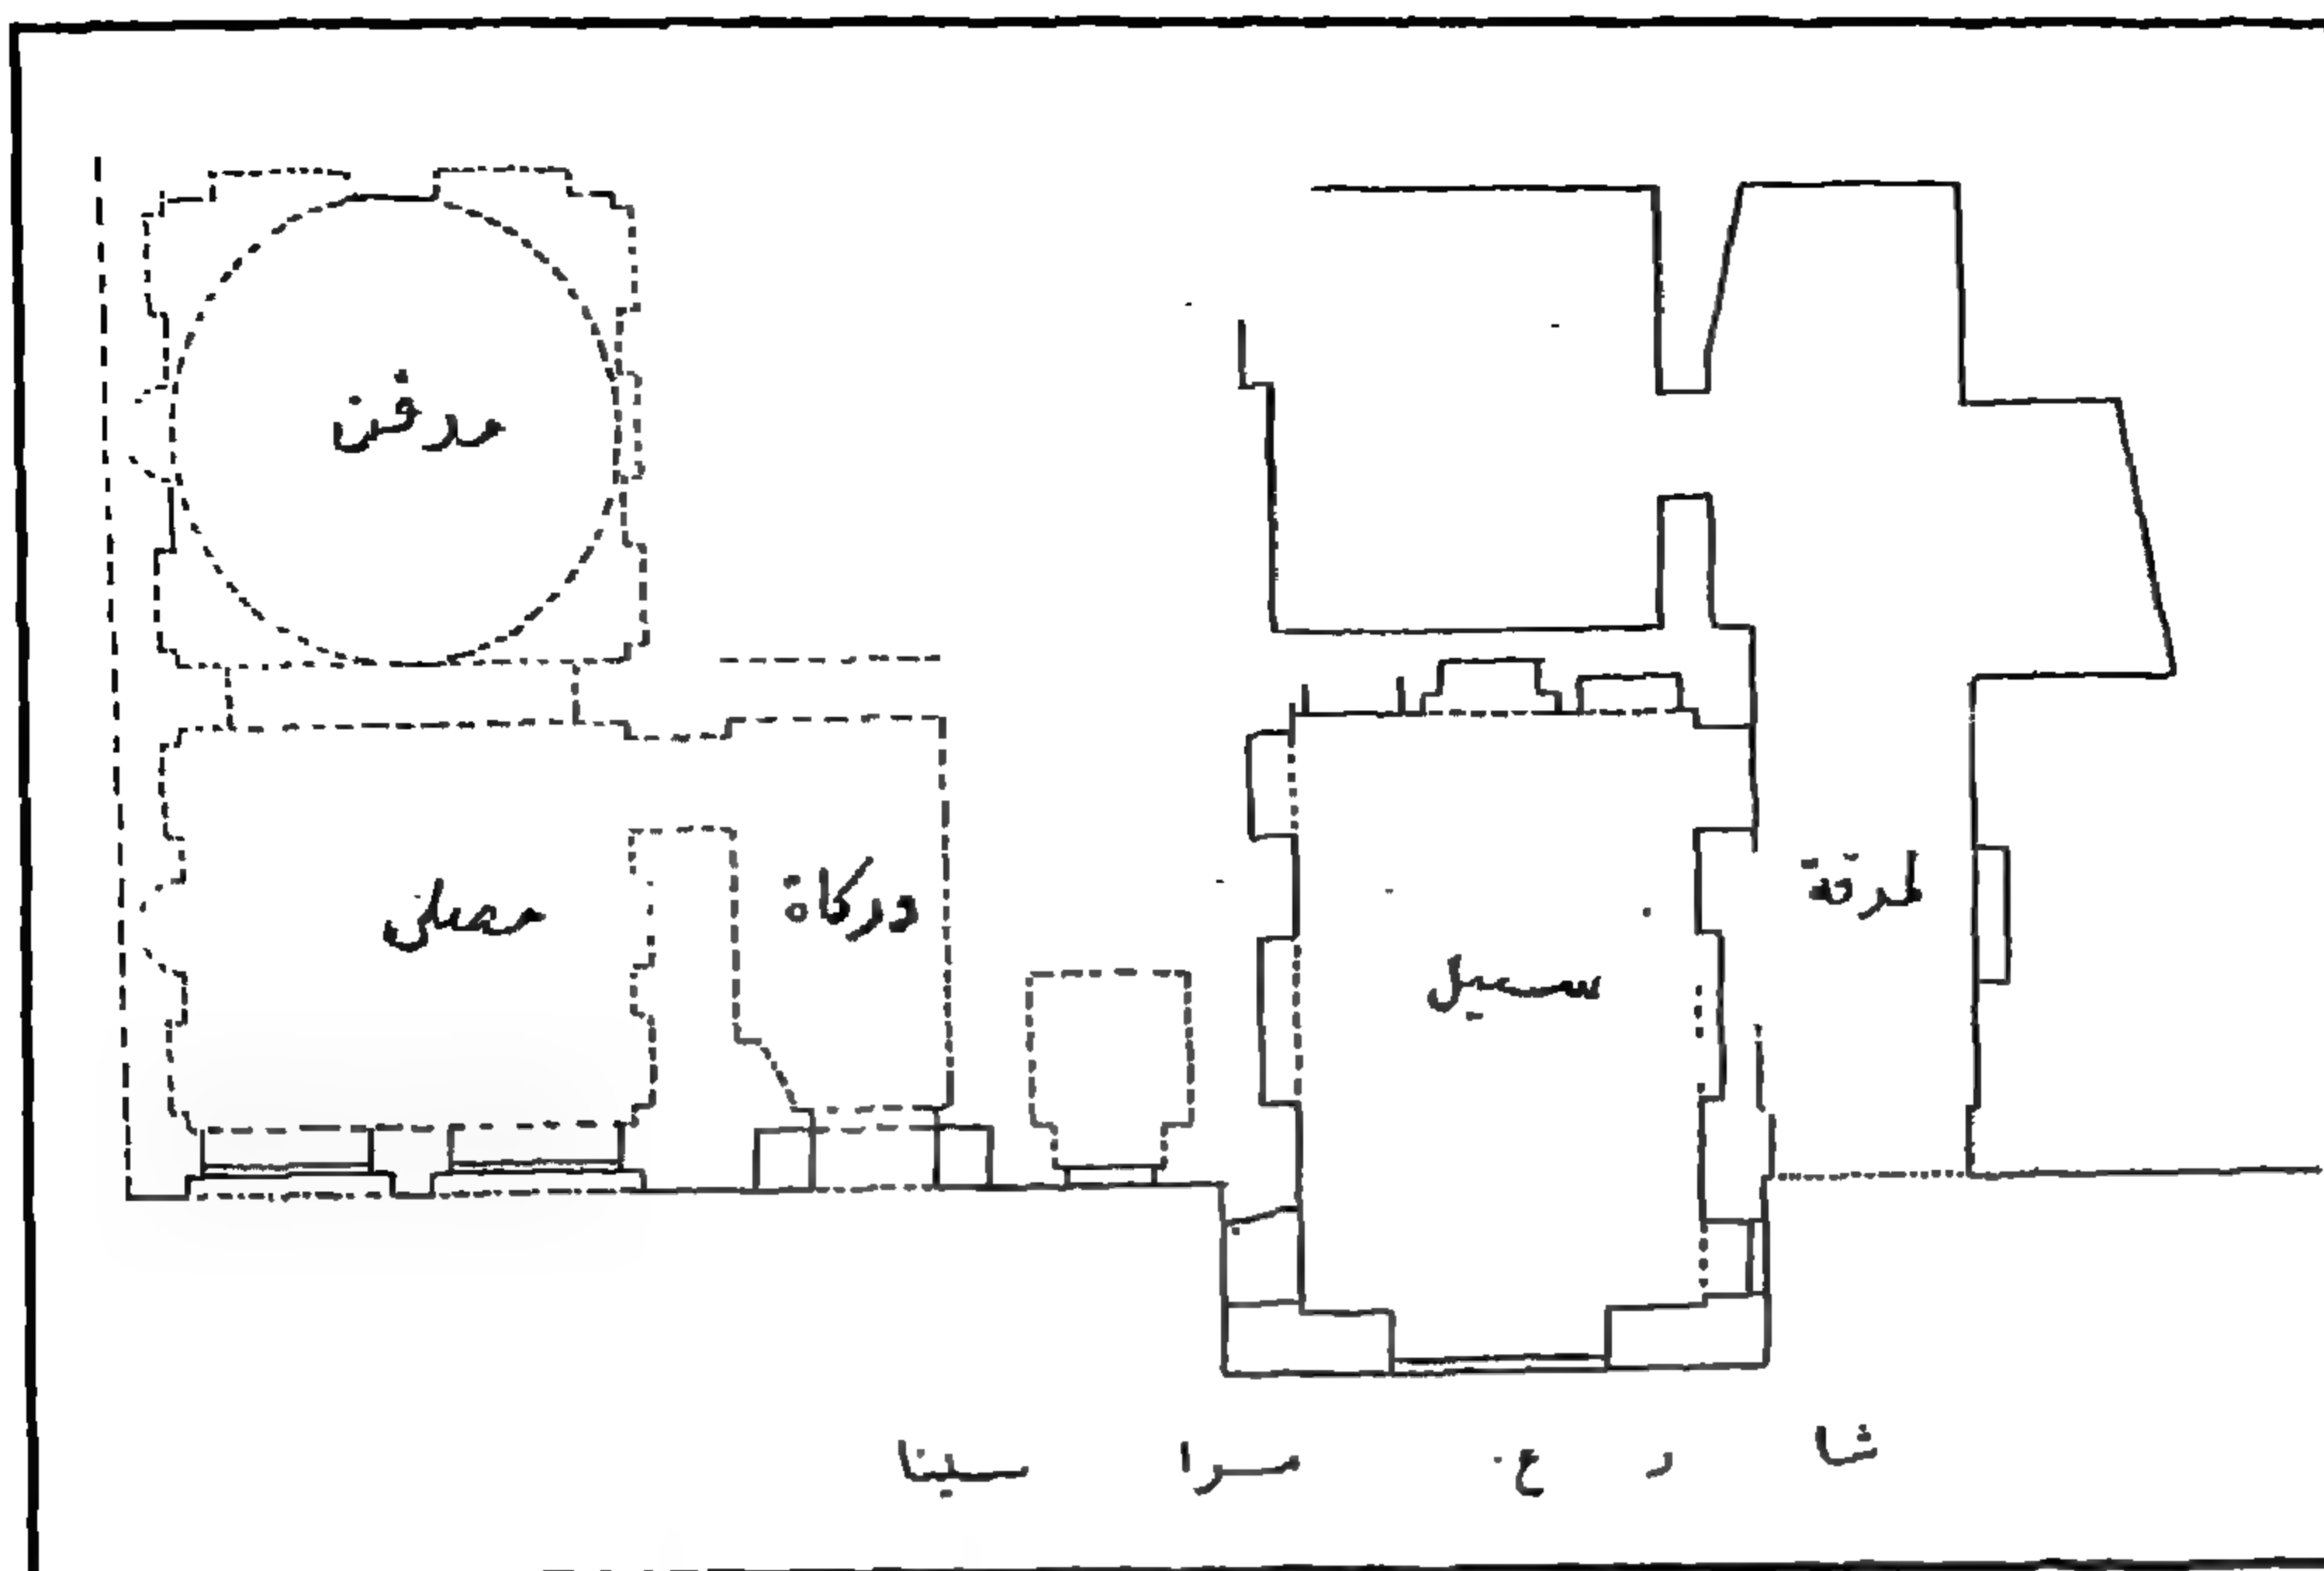 مدفن
مصلى
دركاة
سبيل
طرقة
شارع مراسينا